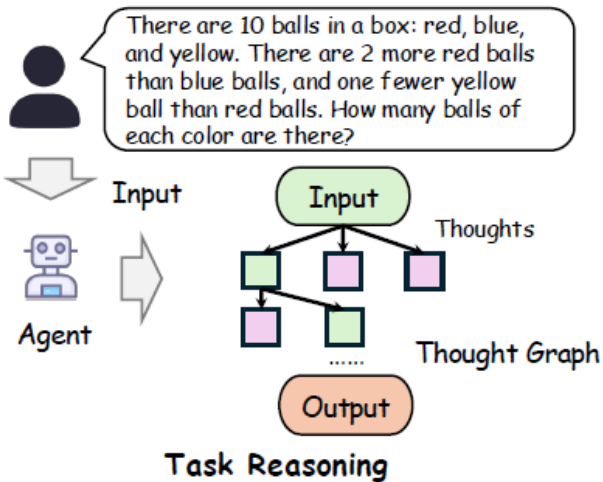 There are 10 balls in a box: red, blue,
and yellow. There are 2 more red balls
than blue balls, and one fewer yellow
ball than red balls. How many balls of
each color are there?
Input
Input
Thoughts
Agent
......
Thought Graph
Output
Task Reasoning